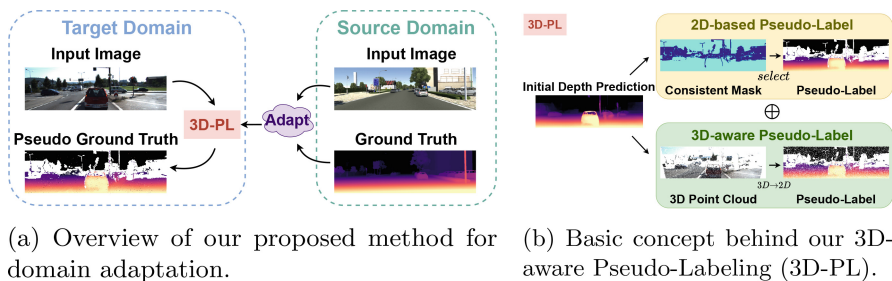 Target Domain
Source Domain
Input Image
Input Image
3D-PL
Adapt
Pseudo Ground Truth
Ground Truth
(a) Overview of our proposed method for
domain adaptation.
3D-PL
2D-based Pseudo-Label
select
Consistent Mask
Pseudo-Label
Initial Depth Prediction
⊕
3D-aware Pseudo-Label
3D→2D
3D Point Cloud
Pseudo-Label
(b) Basic concept behind our 3D-
aware Pseudo-Labeling (3D-PL).